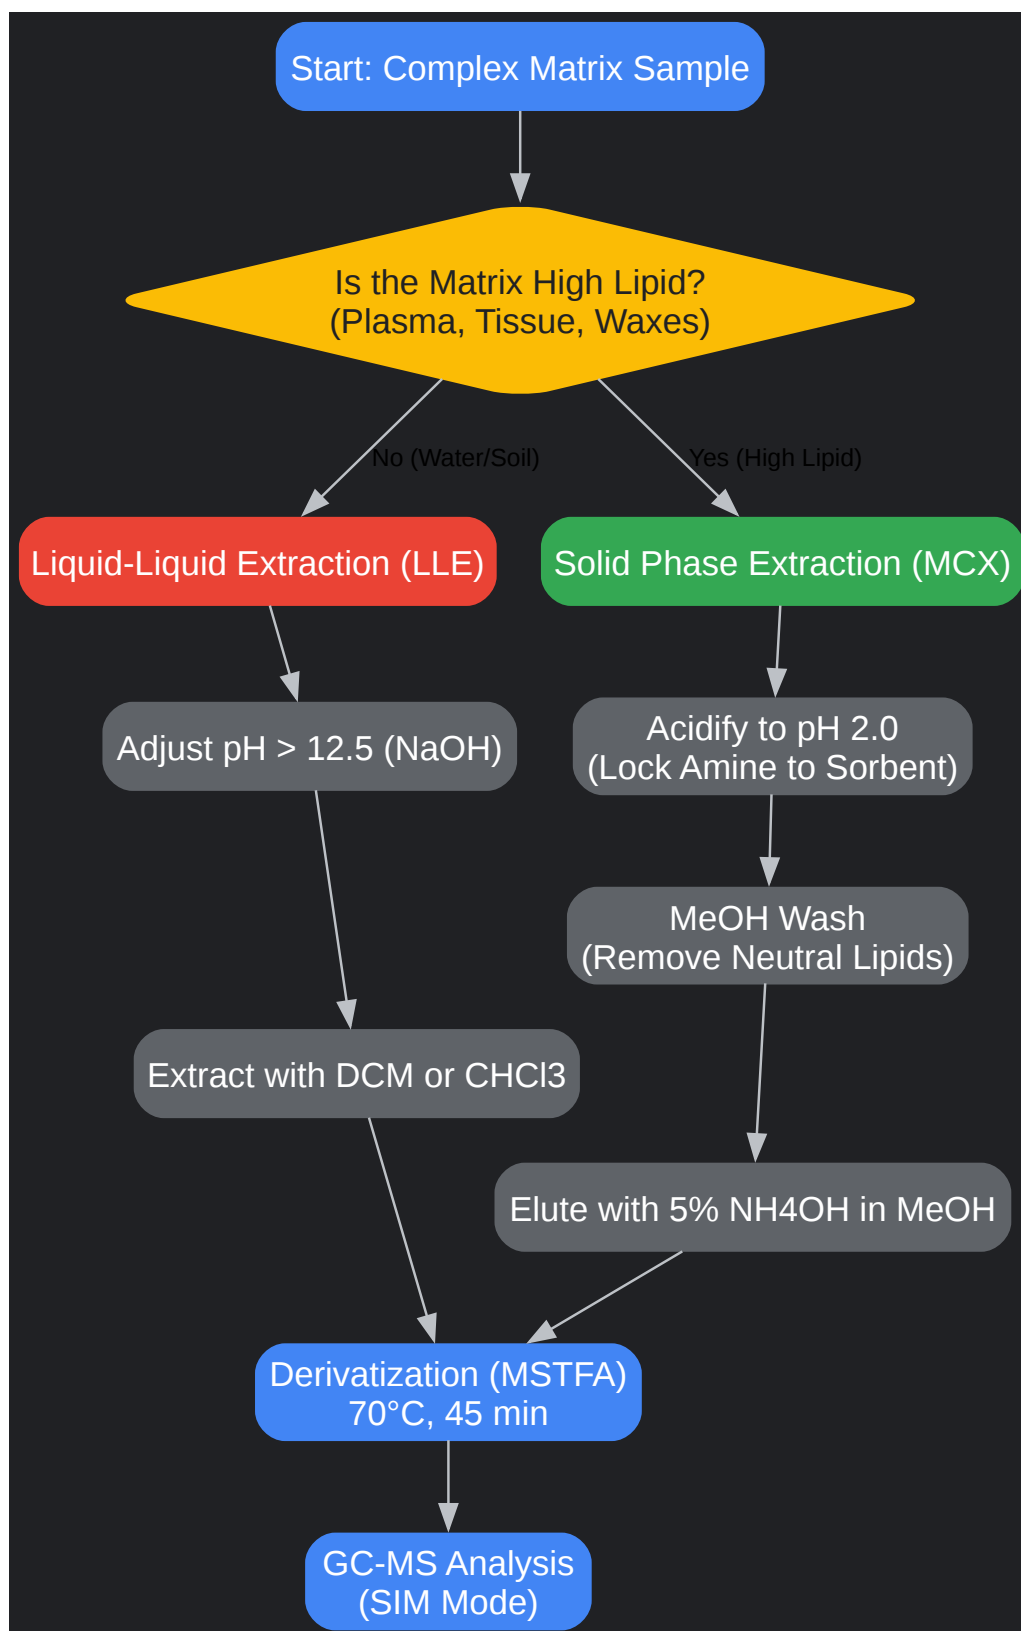 Start: Complex Matrix Sample
Is the Matrix High Lipid?
(Plasma, Tissue, Waxes)
No (Water/Soil)
Yes (High Lipid)
Liquid-Liquid Extraction (LLE)
Solid Phase Extraction (MCX)
Adjust pH > 12.5 (NaOH)
Acidify to pH 2.0
(Lock Amine to Sorbent)
MeOH Wash
(Remove Neutral Lipids)
Extract with DCM or CHCl3
Elute with 5% NH4OH in MeOH
Derivatization (MSTFA)
70°C, 45 min
GC-MS Analysis
(SIM Mode)